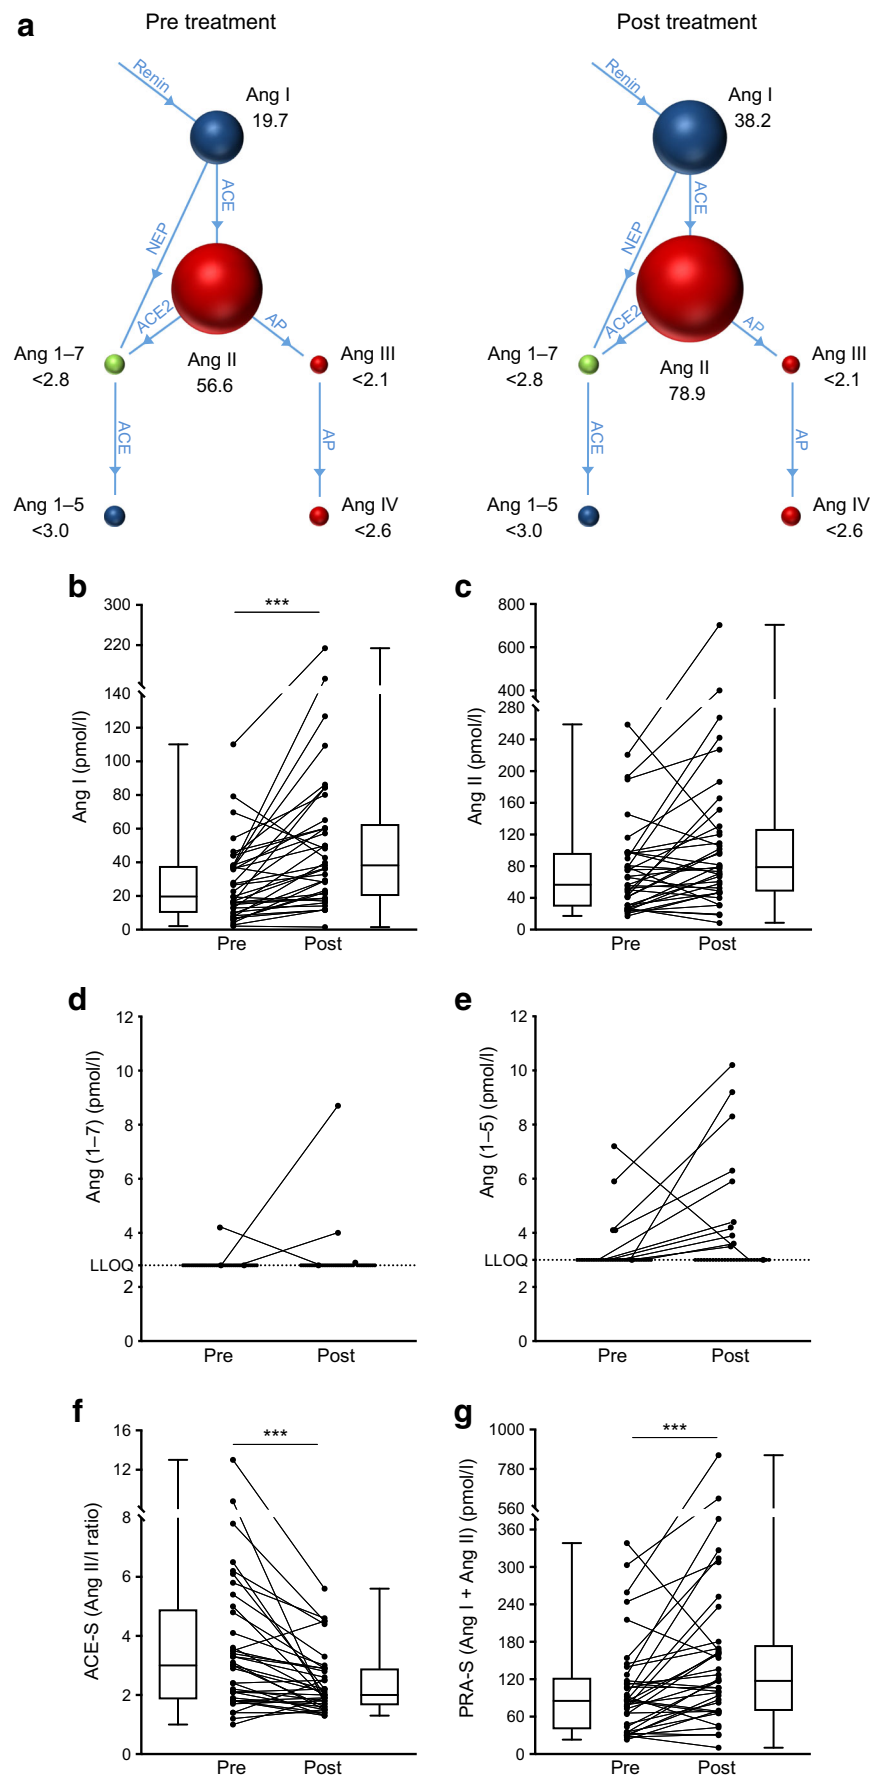 a
Pre treatment
Post treatment
Renin
Ang I
19.7
ACE
NEP
ACE2
AP
Ang 1–7
<2.8
Ang II
56.6
Ang III
<2.1
ACE
AP
Ang 1–5
<3.0
Ang IV
<2.6
Renin
Ang I
38.2
ACE
NEP
ACE2
AP
Ang 1–7
<2.8
Ang II
78.9
Ang III
<2.1
ACE
AP
Ang 1–5
<3.0
Ang IV
<2.6
b
Ang I (pmol/l)
300
220
140
120
100
80
60
40
20
0
***
Pre
Post
c
Ang II (pmol/l)
800
600
400
280
240
200
160
120
80
40
0
Pre
Post
d
Ang (1–7) (pmol/l)
12
10
8
6
4
LLOQ
2
0
Pre
Post
e
Ang (1–5) (pmol/l)
12
10
8
6
4
LLOQ
2
0
Pre
Post
f
ACE-S (Ang II/I ratio)
16
12
8
6
4
2
0
***
Pre
Post
g
PRA-S (Ang I + Ang II) (pmol/l)
1000
780
560
360
300
240
180
120
60
0
***
Pre
Post